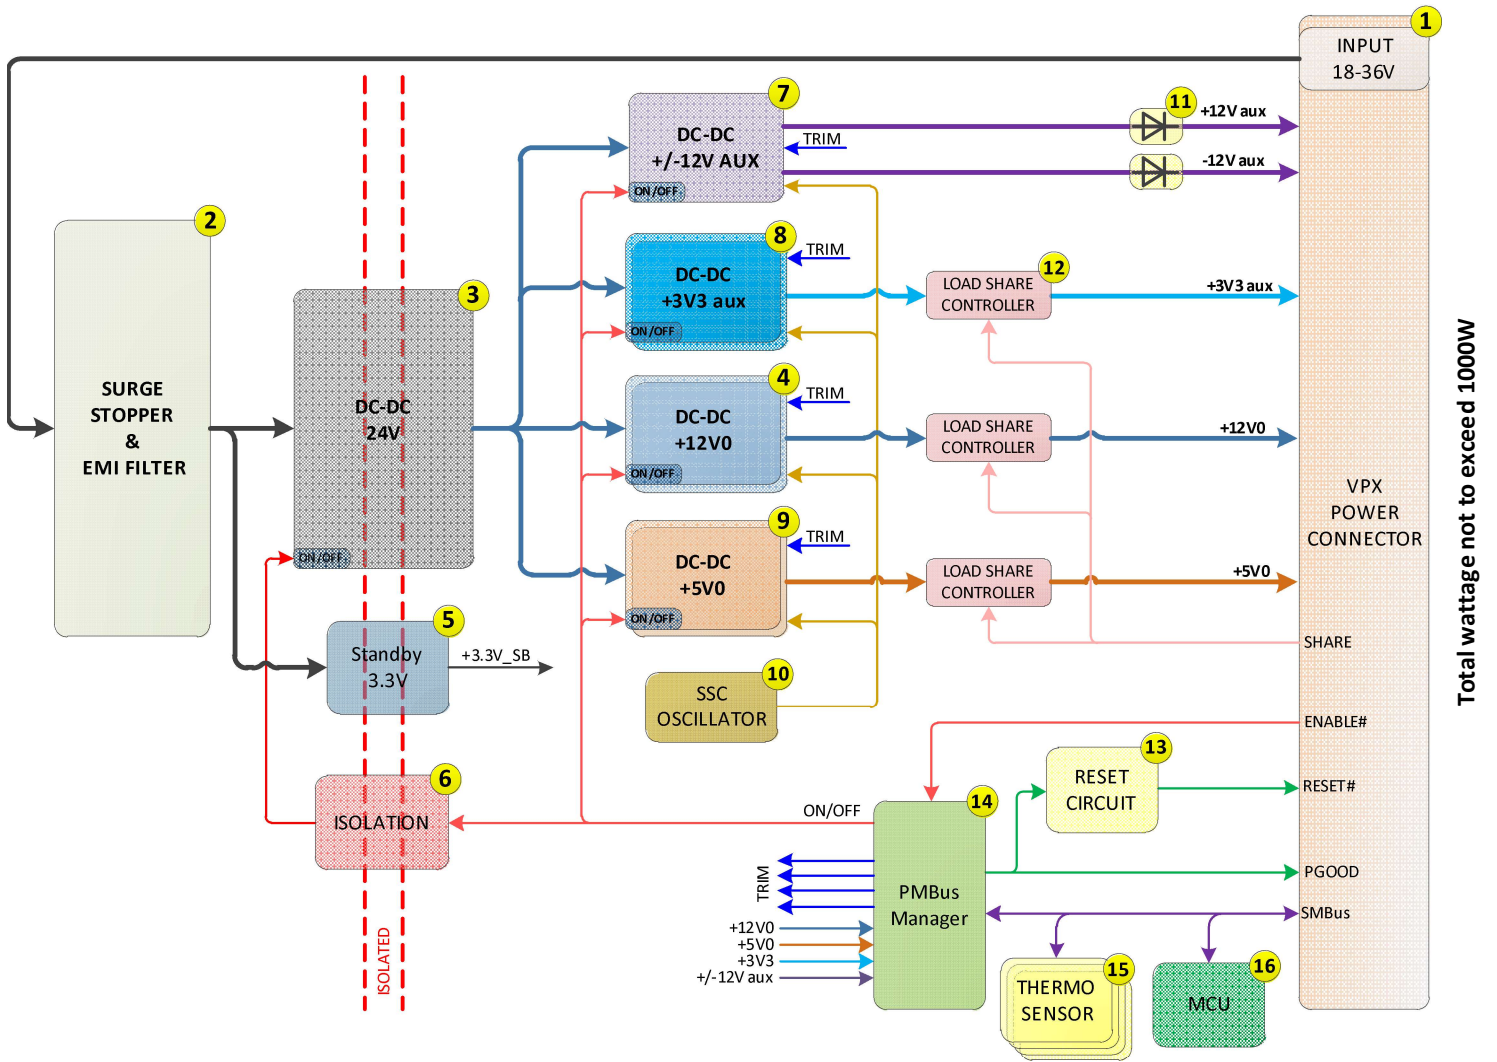 1
INPUT
18-36V
7
DC-DC
+/-12V AUX
ON/OFF
TRIM
11
+12V aux
-12V aux
2
SURGE
STOPPER
&
EMI FILTER
3
DC-DC
24V
ON/OFF
8
DC-DC
+3V3 aux
ON/OFF
TRIM
12
LOAD SHARE
CONTROLLER
+3V3 aux
4
DC-DC
+12V0
ON/OFF
TRIM
LOAD SHARE
CONTROLLER
+12V0
9
DC-DC
+5V0
ON/OFF
TRIM
LOAD SHARE
CONTROLLER
+5V0
VPX
POWER
CONNECTOR
Total wattage not to exceed 1000W
5
Standby
3.3V
+3.3V_SB
10
SSC
OSCILLATOR
SHARE
ENABLE#
6
ISOLATION
ISOLATED
ON/OFF
13
RESET
CIRCUIT
RESET#
14
PMBus
Manager
TRIM
+12V0
+5V0
+3V3
+/-12V aux
PGOOD
SMBus
15
THERMO
SENSOR
16
MCU